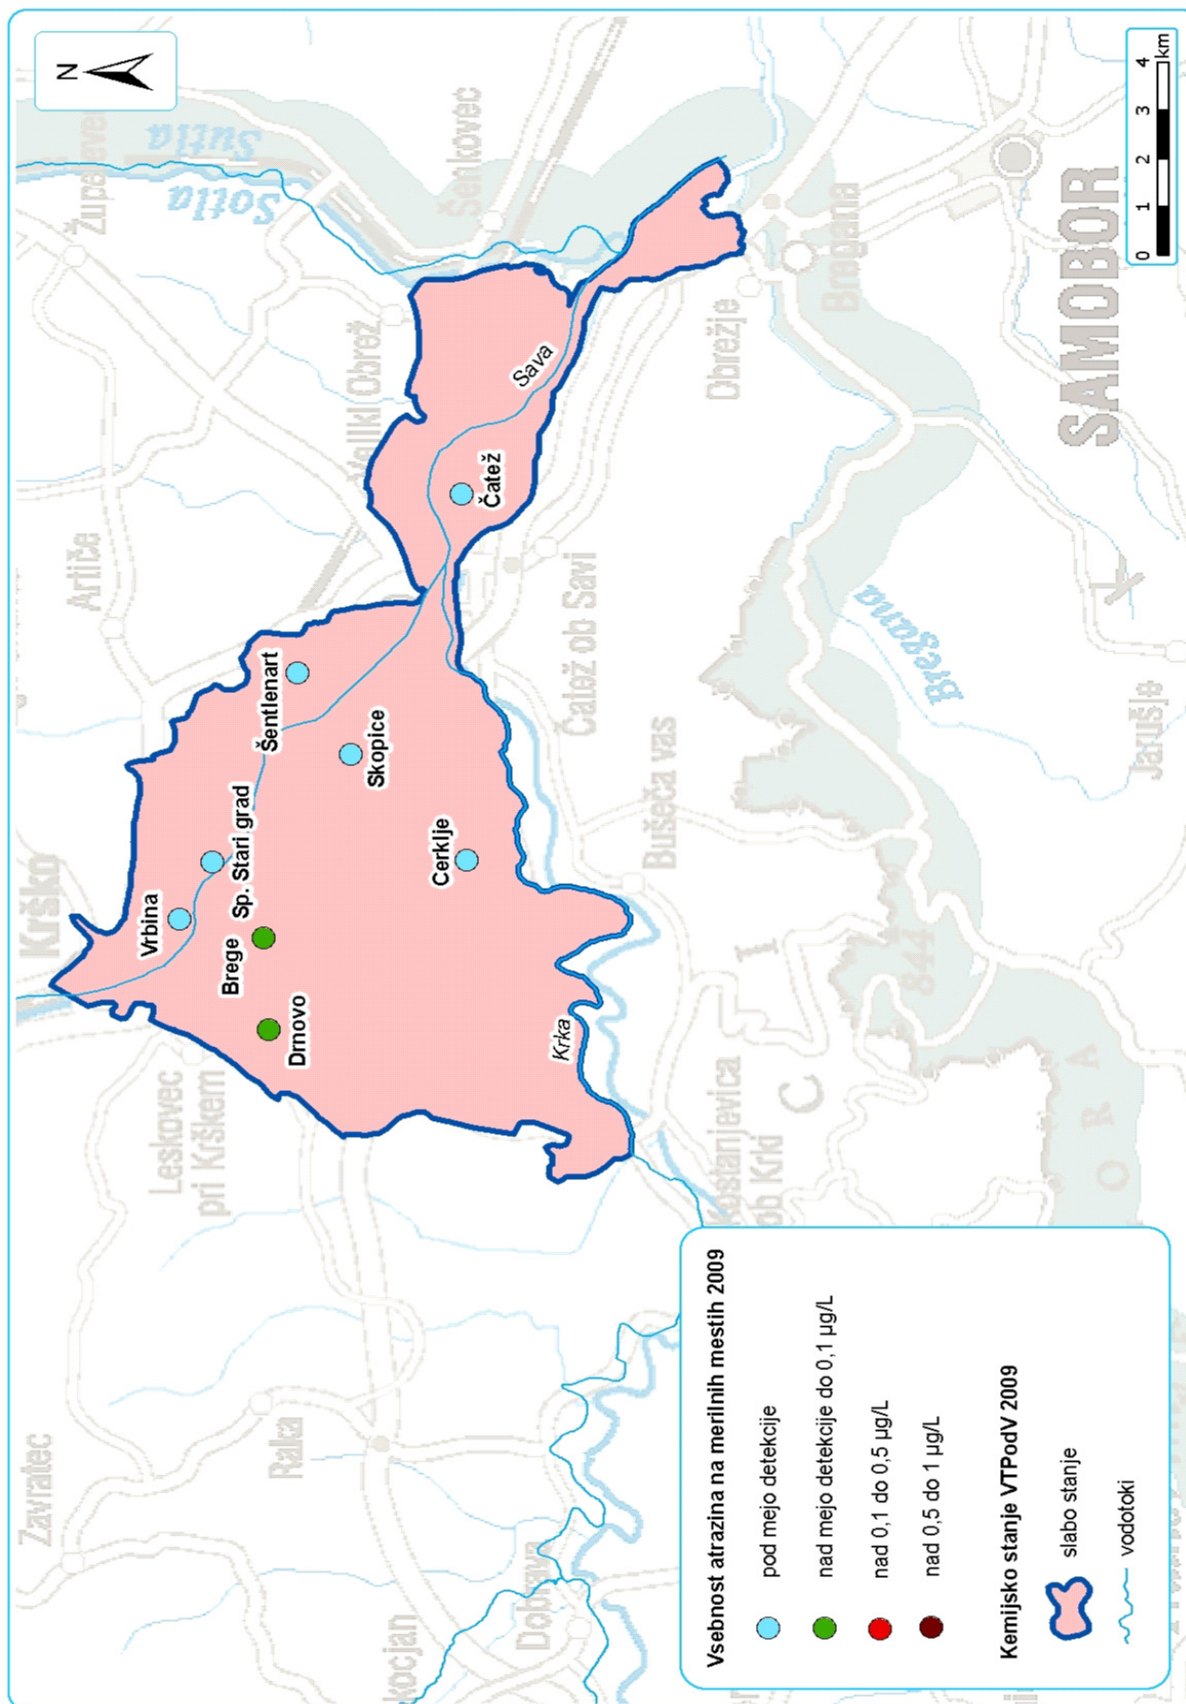 N
Župelevec
Sutla
Sotla
Šenkovec
Artiče
Veliki Obrež
Krško
Vrbina
Sp. Stari grad
Šentlenart
Brege
Drnovo
Skopice
Cerklje
Čatež
Sava
Krka
Leskovec
pri Krškem
Obrežje
Bregana
SAMOBOR
Čatež ob Savi
Bušeča vas
Bregana
Kostanjevica
ob Krki
844
O R A
Zavratec
Raka
Dobrava
kocjan
Vsebnost atrazina na merilnih mestih 2009
pod mejo detekcije
nad mejo detekcije do 0,1 µg/L
nad 0,1 do 0,5 µg/L
nad 0,5 do 1 µg/L
Kemijsko stanje VTPodV 2009
slabo stanje
vodotoki
0 1 2 3 4
km